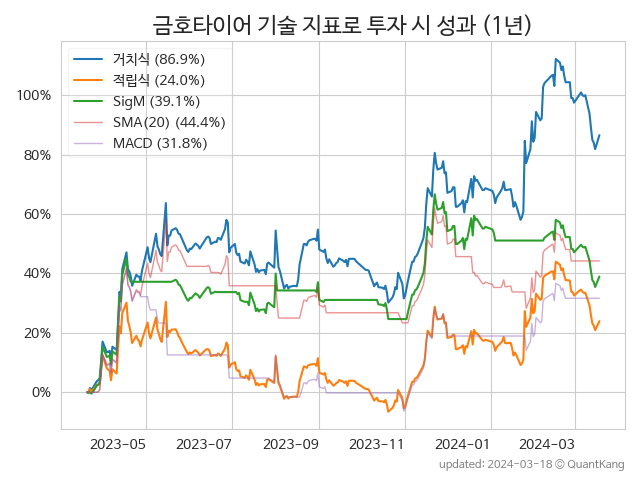 금호타이어 기술 지표로 투자 시 성과 (1년)
거치식 (86.9%)
적립식 (24.0%)
SigM (39.1%)
SMA(20) (44.4%)
MACD (31.8%)
100%
80%
60%
40%
20%
0%
2023-05 2023-07 2023-09 2023-11 2024-01 2024-03
updated: 2024-03-18 © QuantKang